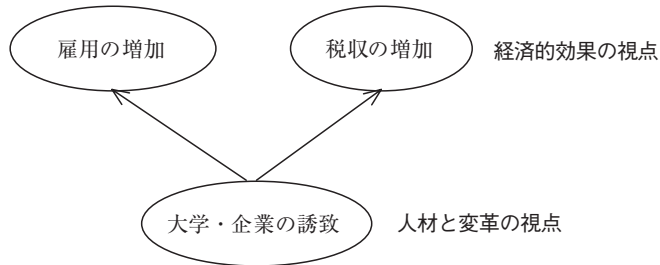 雇用の増加
税収の増加
経済的効果の視点
大学・企業の誘致
人材と変革の視点